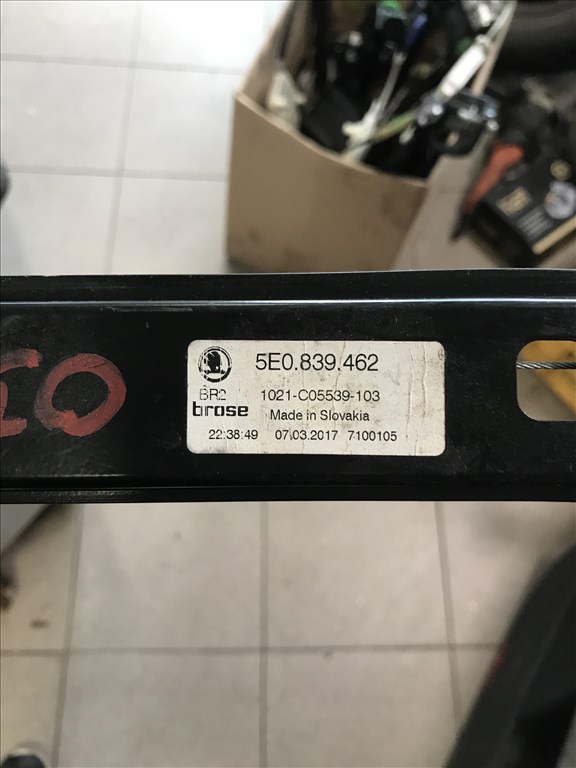 5E0.839.462
BR2
1021-C05539-103
brose
Made in Slovakia
22:38:49 07.03.2017 7100105